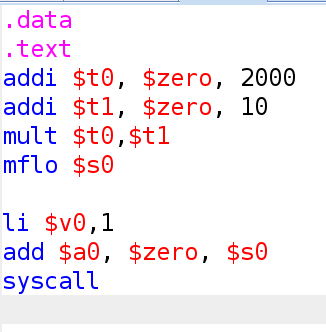 .data
.text
addi $t0, $zero, 2000
addi $t1, $zero, 10
mult $t0,$t1
mflo $s0
li $v0,1
add $a0, $zero, $s0
syscall